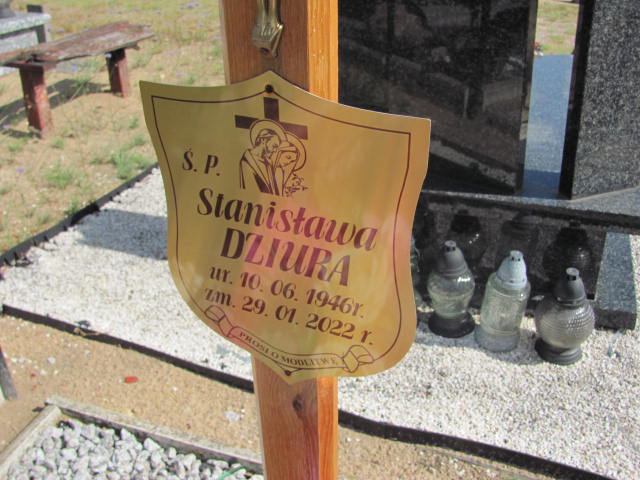 Ś. P.
Stanisława
DZIURA
ur. 10. 06. 1946r.
zm. 29. 01. 2022 r.
PROSI O MODLITWĘ